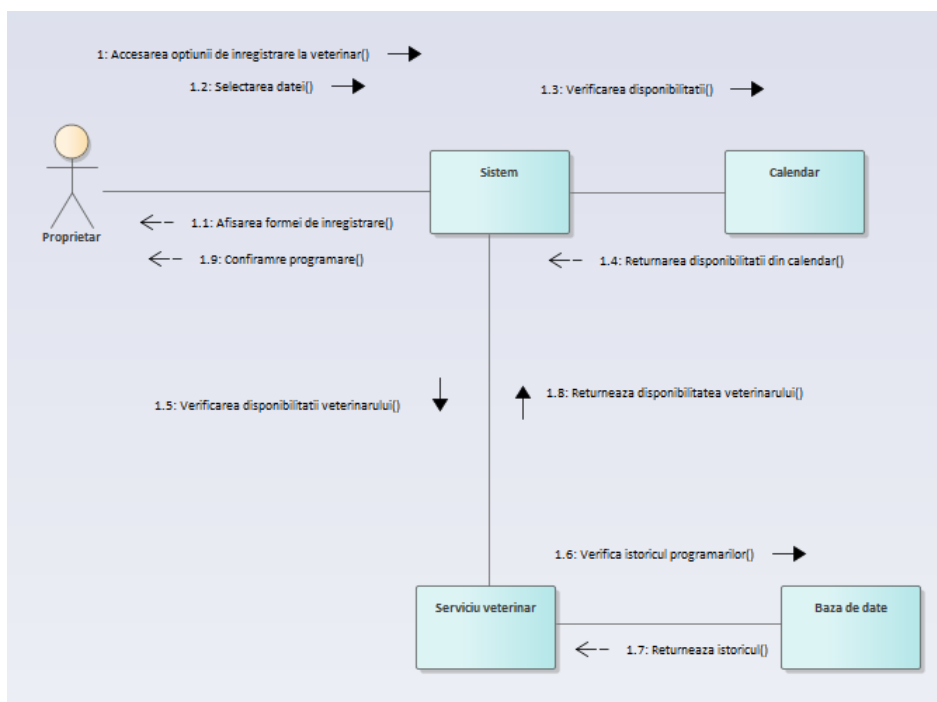 1: Accesarea optiunii de inregistrare la veterinar()
1.2: Selectarea datei()
1.3: Verificarea disponibilitatii()
Sistem
Calendar
Proprietar
1.1: Afisarea formei de inregistrare()
1.9: Confiramre programare()
1.4: Returnarea disponibilitatii din calendar()
1.5: Verificarea disponibilitatii veterinarului()
1.8: Returneaza disponibilitatea veterinarului()
1.6: Verifica istoricul programarilor()
Serviciu veterinar
Baza de date
1.7: Returneaza istoricul()